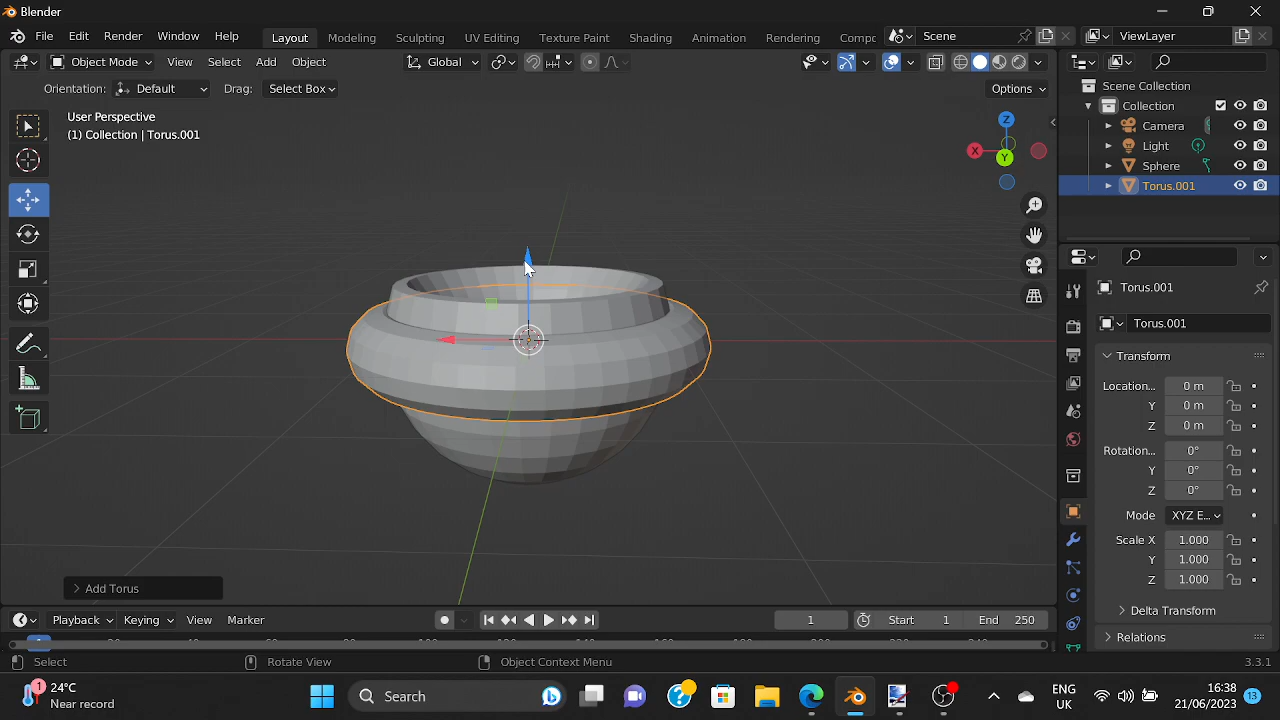 Blender
File Edit Render Window Help Layout Modeling Sculpting UV Editing Texture Paint Shading Animation Rendering Compc Scene ViewLayer
Object Mode View Select Add Object Global
Orientation: Default Drag: Select Box Options
User Perspective
(1) Collection | Torus.001
Z
X
Y
Add Torus
Scene Collection
Collection
Camera
Light
Sphere
Torus.001
Torus.001
Torus.001
Transform
Location... 0 m
Y 0 m
Z 0 m
Rotation... 0°
Y 0°
Z 0°
Mode XYZ E...
Scale X 1.000
Y 1.000
Z 1.000
Delta Transform
Relations
Playback Keying View Marker 1 Start 1 End 250
Select Rotate View Object Context Menu 3.3.1
1 24°C
Near record
Search
ENG
UK
16:38
21/06/2023
13